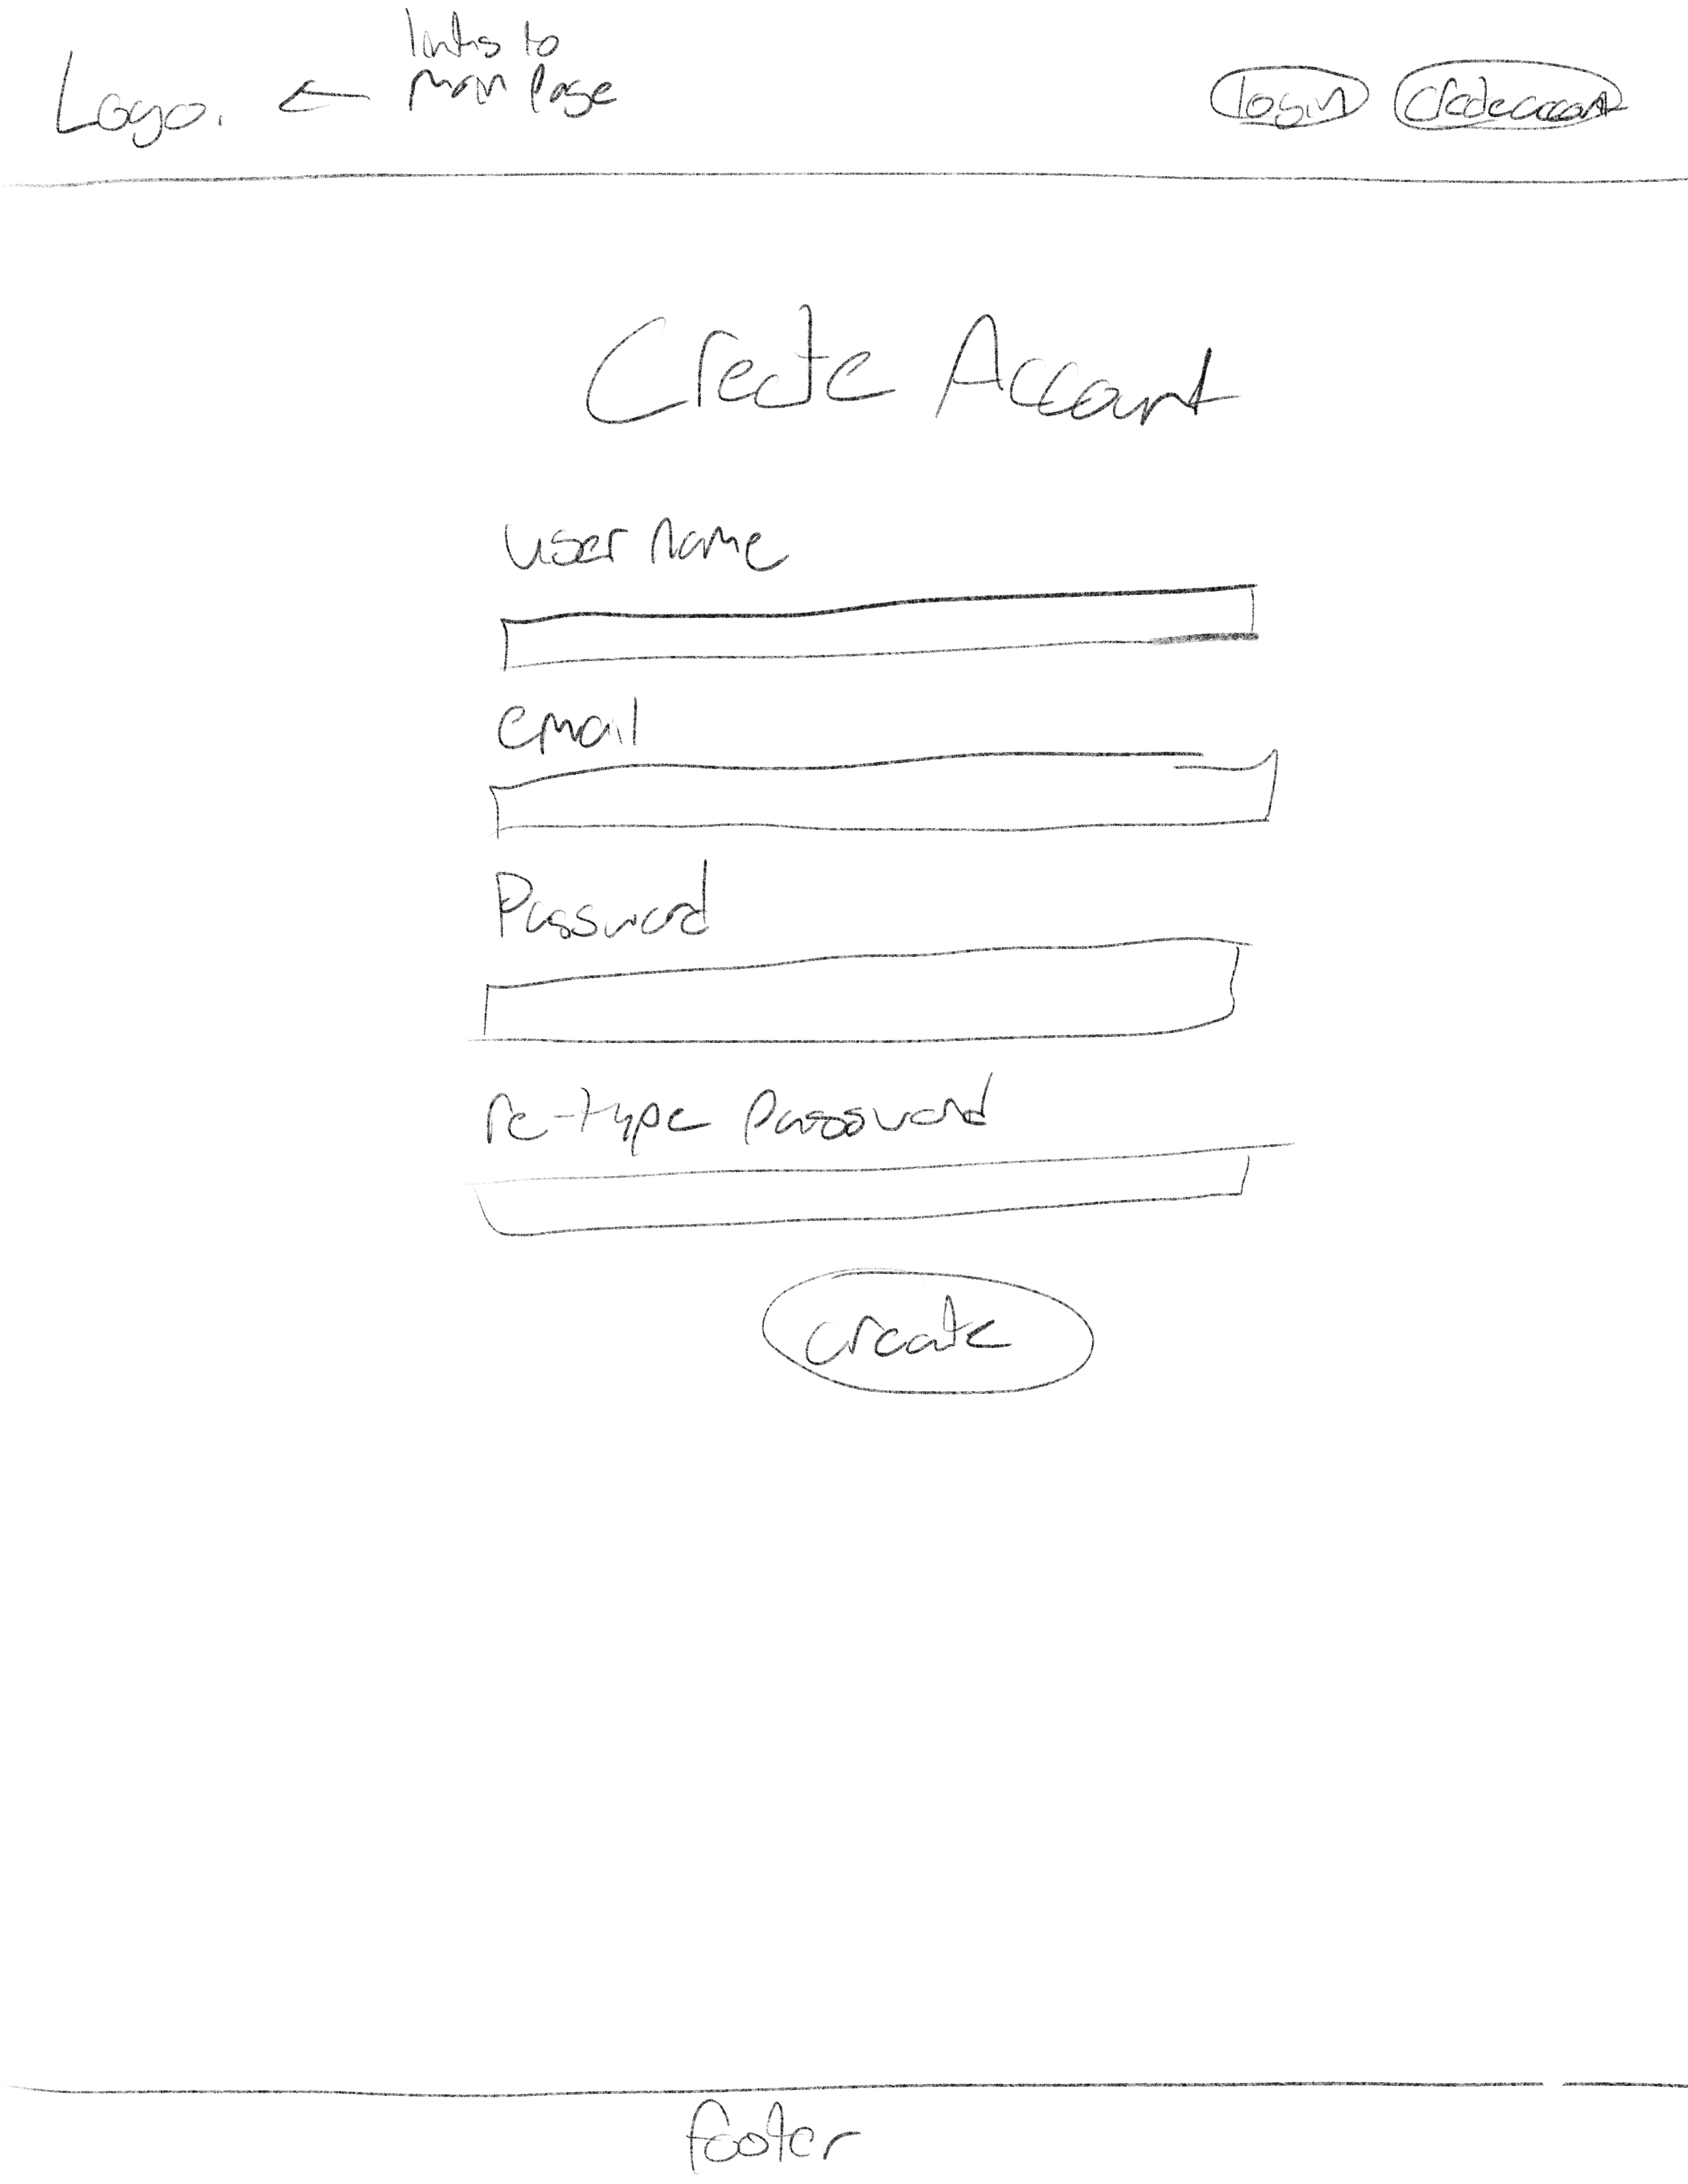 links to
main page
Logo.
login
create account
Create Account
user name
email
Password
re-type password
create
footer